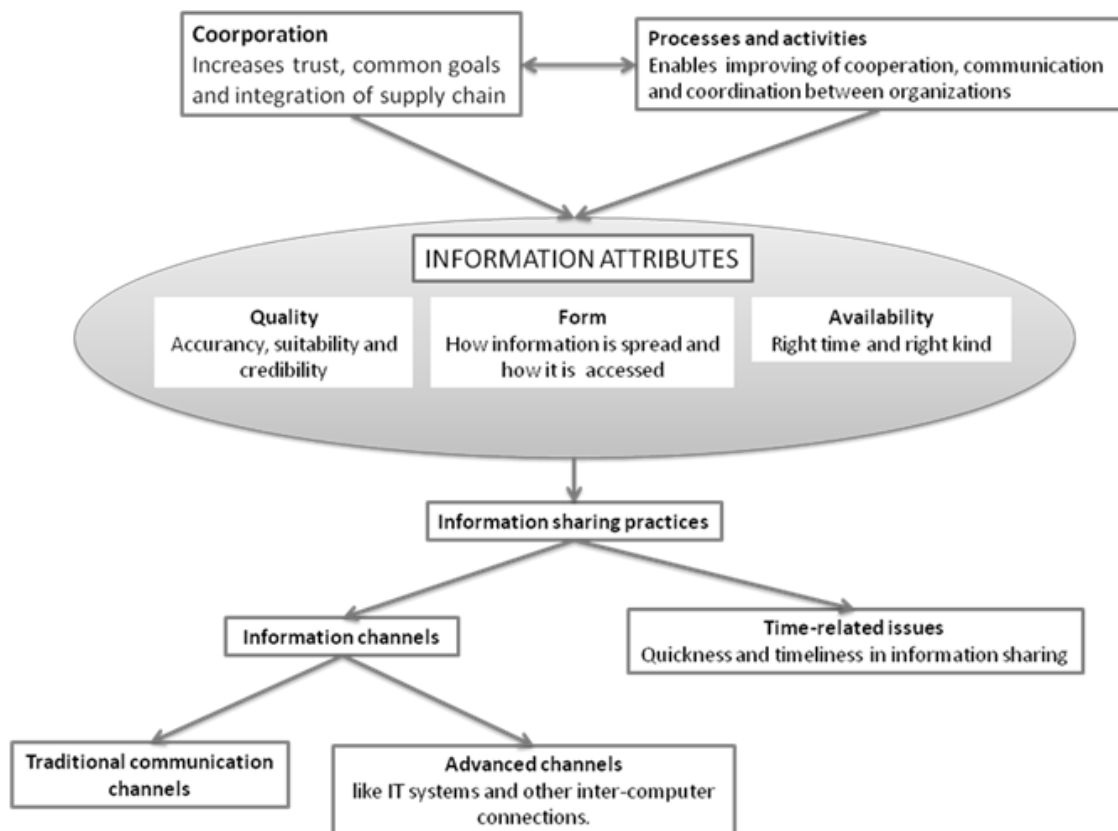 Coorporation
Increases trust, common goals
and integration of supply chain
Processes and activities
Enables improving of cooperation, communication
and coordination between organizations
INFORMATION ATTRIBUTES
Quality
Accurancy, suitability and
credibility
Form
How information is spread and
how it is accessed
Availability
Right time and right kind
Information sharing practices
Information channels
Time-related issues
Quickness and timeliness in information sharing
Traditional communication
channels
Advanced channels
like IT systems and other inter-computer
connections.